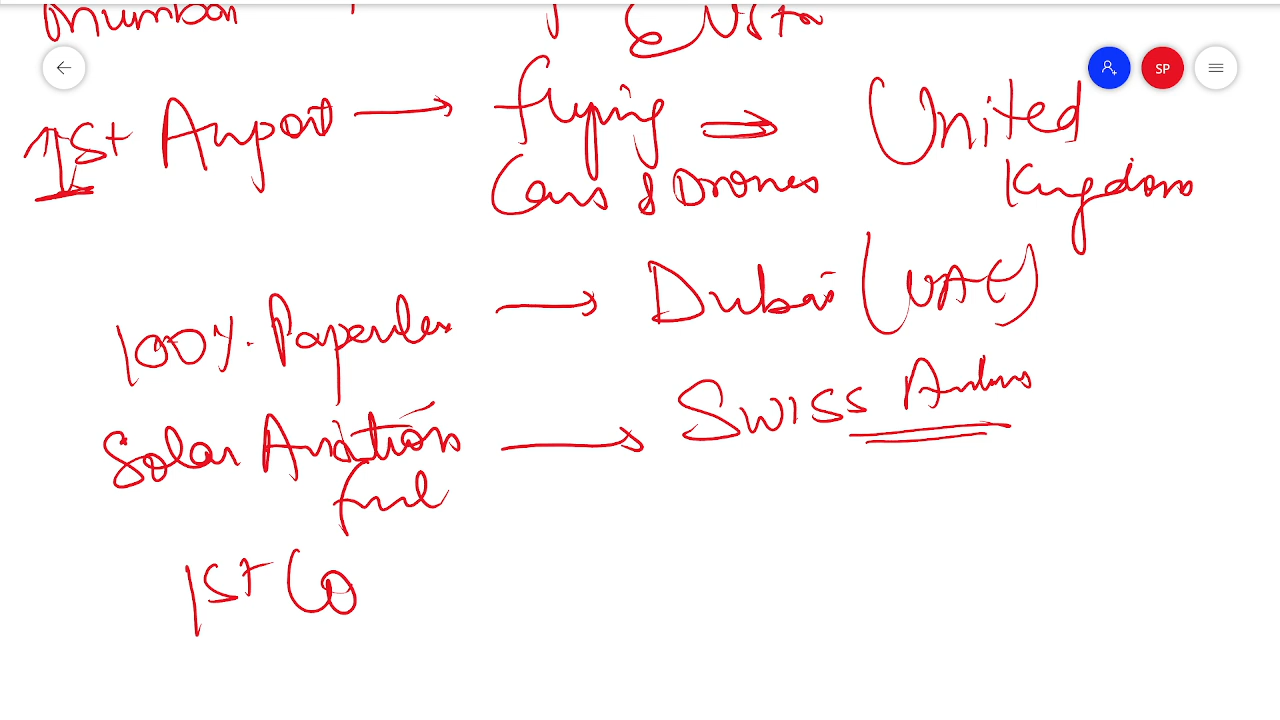 Mumbai
SP
1st Airport → flying ⇒ United
Cars & Drones Kingdom
100% Paperless → Dubai (UAE)
Solar Aviation → SWISS Airlines
fuel
1st Co